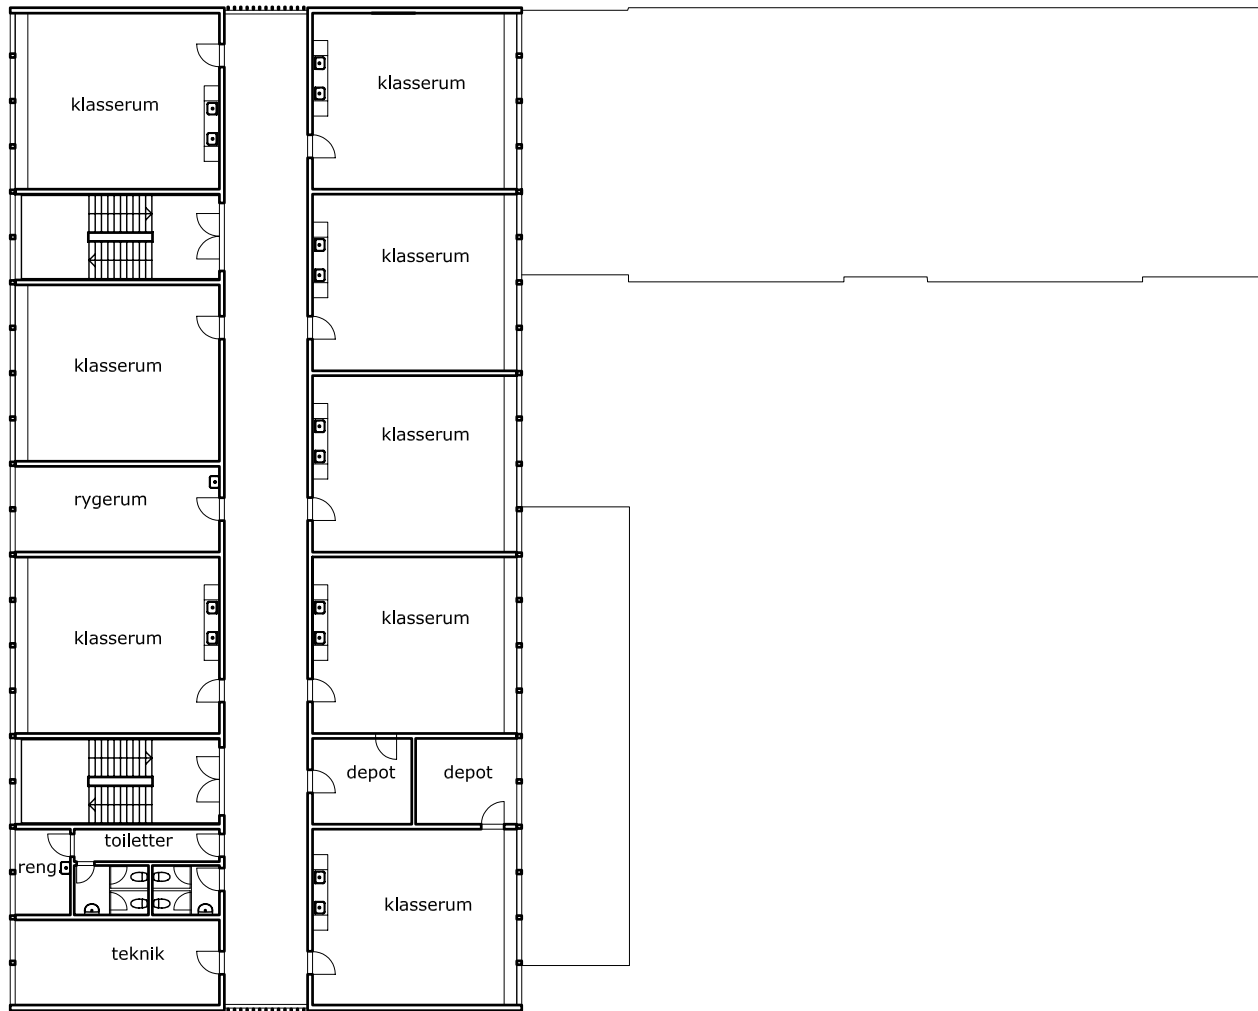 klasserum
klasserum
klasserum
klasserum
klasserum
rygerum
klasserum
klasserum
klasserum
depot
depot
toiletter
reng.
klasserum
teknik